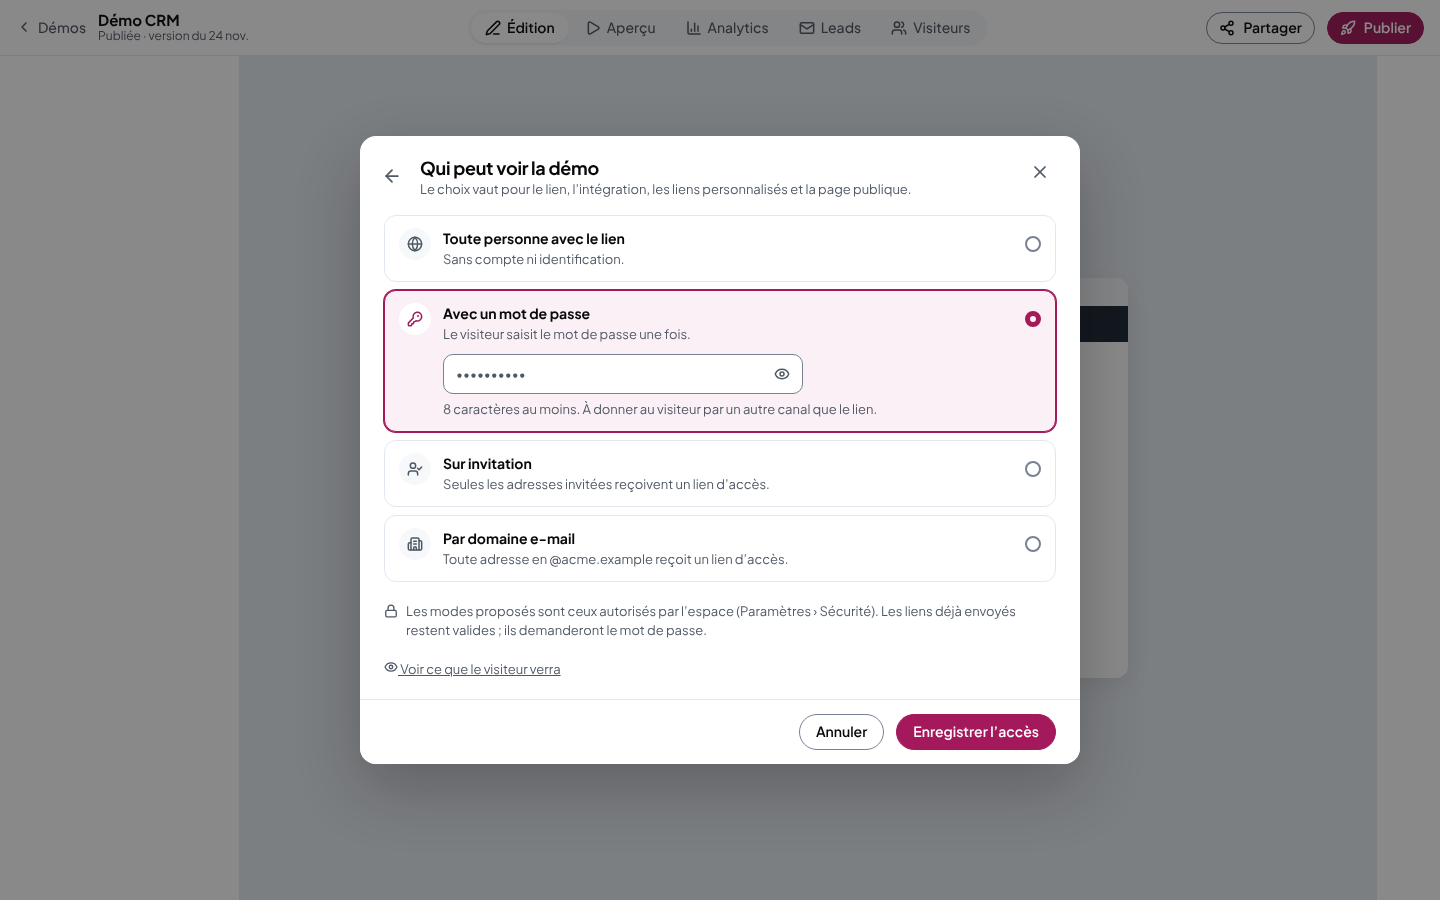 Démos
Démo CRM
Publiée · version du 24 nov.
Édition
Aperçu
Analytics
Leads
Visiteurs
Partager
Publier
Qui peut voir la démo
Le choix vaut pour le lien, l’intégration, les liens personnalisés et la page publique.
Toute personne avec le lien
Sans compte ni identification.
Avec un mot de passe
Le visiteur saisit le mot de passe une fois.
••••••••••
8 caractères au moins. À donner au visiteur par un autre canal que le lien.
Sur invitation
Seules les adresses invitées reçoivent un lien d’accès.
Par domaine e-mail
Toute adresse en @acme.example reçoit un lien d’accès.
Les modes proposés sont ceux autorisés par l’espace (Paramètres › Sécurité). Les liens déjà envoyés
restent valides ; ils demanderont le mot de passe.
Voir ce que le visiteur verra
Annuler
Enregistrer l’accès